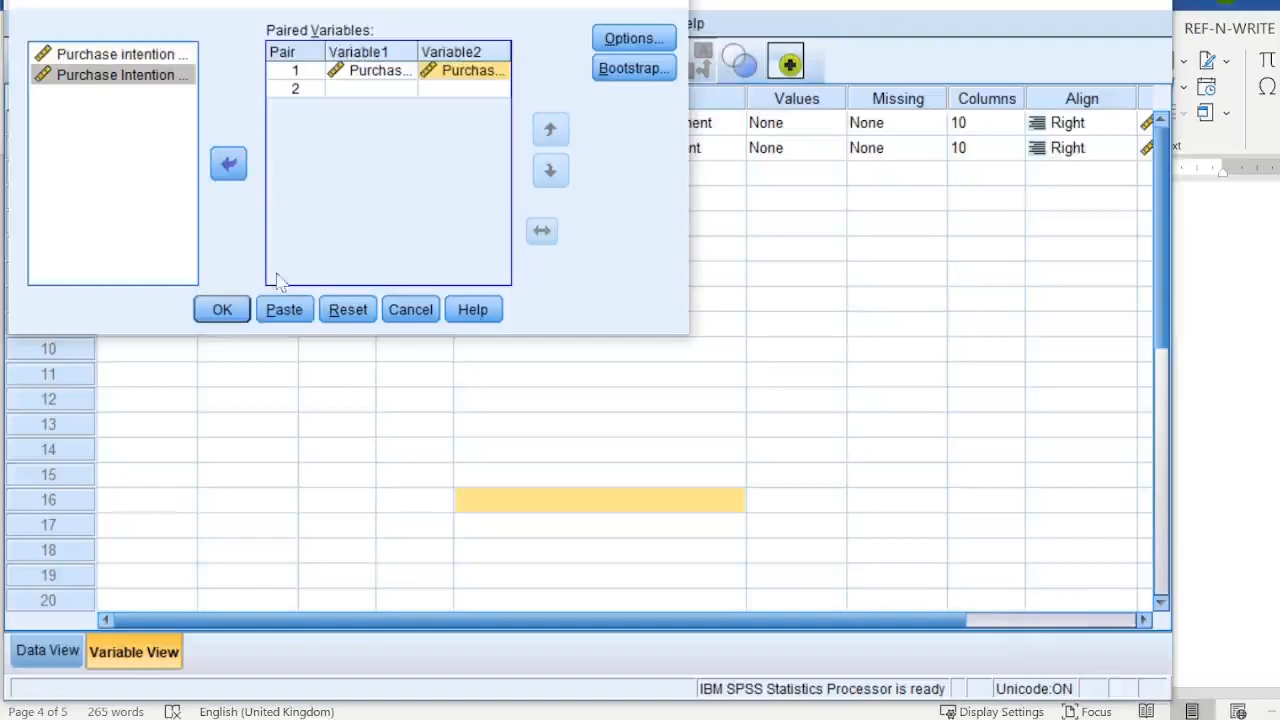 elp
REF-N-WRITE
Paired Variables:
Options...
Pair Variable1 Variable2
Purchase intention ...
Purchase Intention ...
1 Purchas... Purchas...
2
Bootstrap...
Values Missing Columns Align
ment None None 10 Right
nt None None 10 Right
xt
OK Paste Reset Cancel Help
10
11
12
13
14
15
16
17
18
19
20
Data View Variable View
IBM SPSS Statistics Processor is ready Unicode:ON
Page 4 of 5 265 words English (United Kingdom) Display Settings Focus